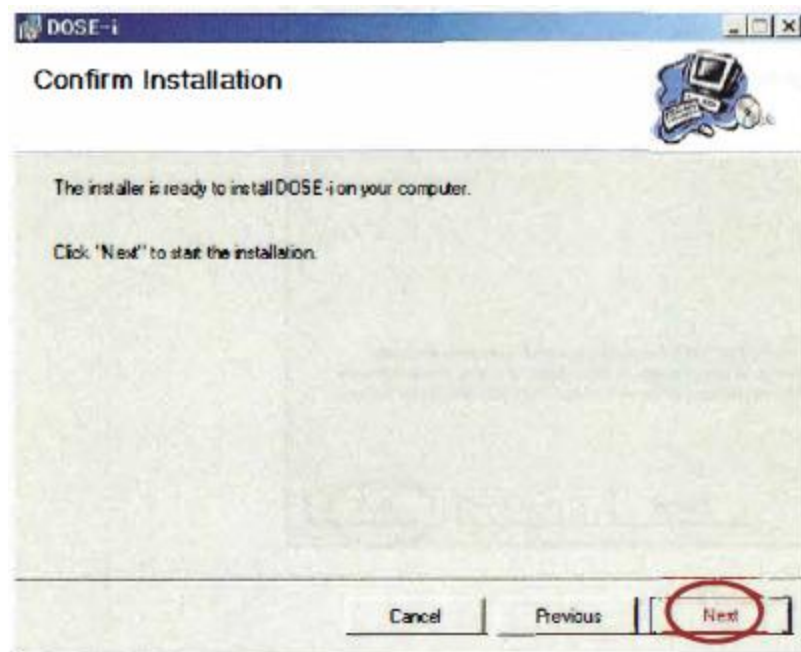 DOSE-i
Confirm Installation
The installer is ready to install DOSE-i on your computer.
Click "Next" to start the installation.
Cancel
Previous
Next